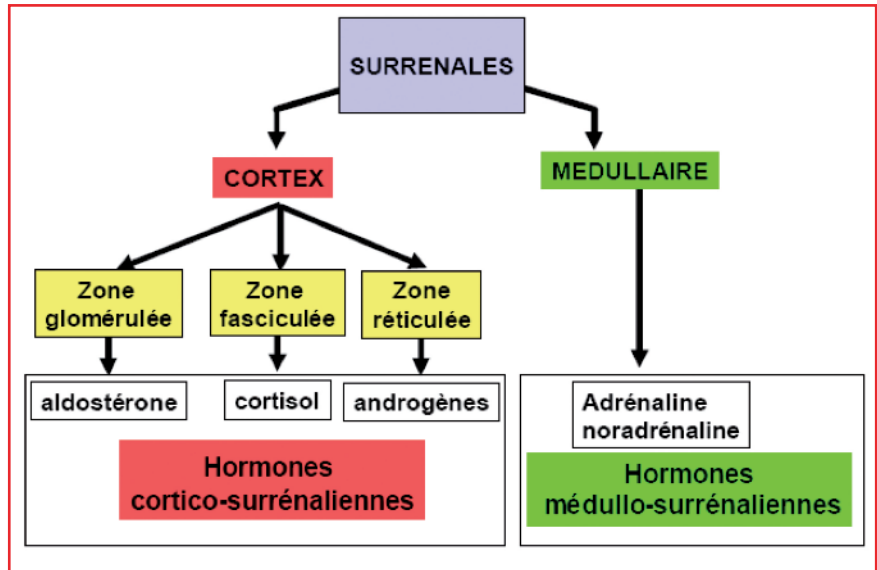 SURRENALES
CORTEX
MEDULLAIRE
Zone
glomérulée
Zone
fasciculée
Zone
réticulée
aldostérone
cortisol
androgènes
Adrénaline
noradrénaline
Hormones
cortico-surrénaliennes
Hormones
médullo-surrénaliennes